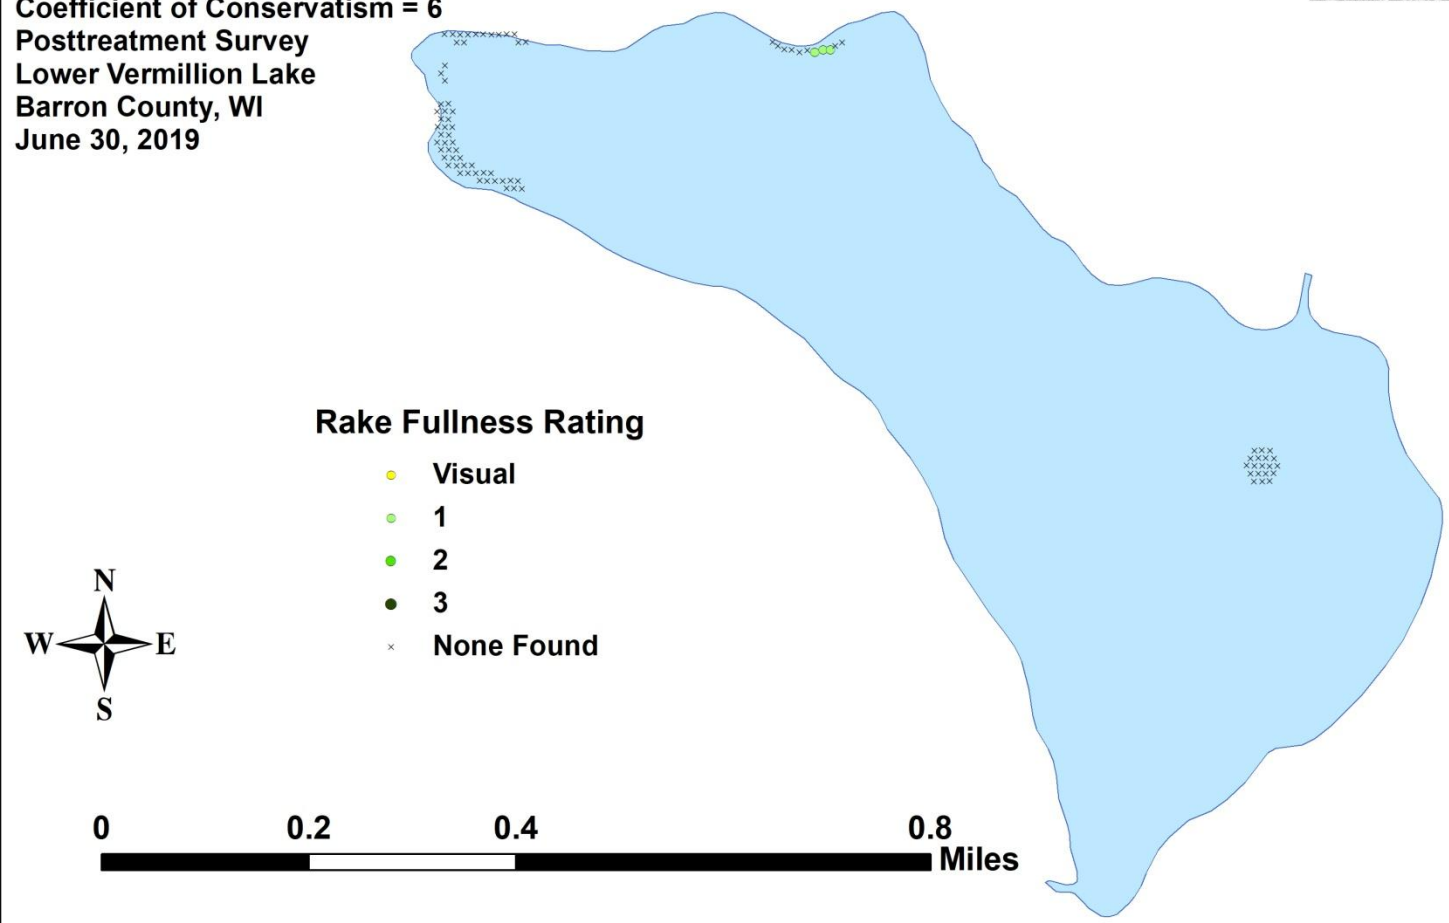 Coefficient of Conservatism = 6
Posttreatment Survey
Lower Vermillion Lake
Barron County, WI
June 30, 2019
Rake Fullness Rating
Visual
1
2
3
None Found
N
W E
S
0 0.2 0.4 0.8
Miles